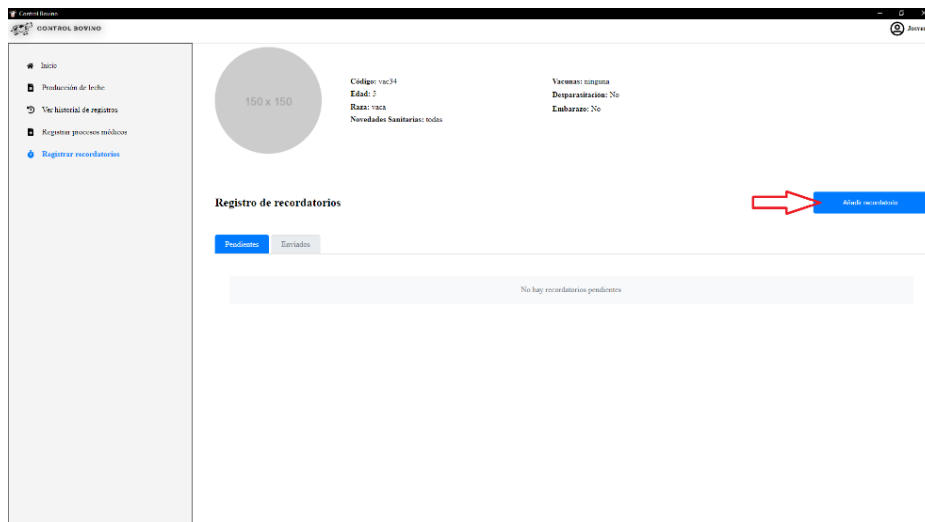 Control Bovino
CONTROL BOVINO
Inicio
Producción de leche
Ver historial de registros
Registrar procesos médicos
Registrar recordatorios
150 x 150
Código: vac34
Edad: 5
Raza: vaca
Novedades Sanitarias: todas
Vacunas: ninguna
Desparasitacion: No
Embarazo: No
Registro de recordatorios
Añadir recordatorio
Pendientes
Enviados
No hay recordatorios pendientes